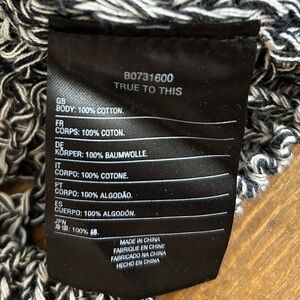 B0731600
TRUE TO THIS
GB
BODY: 100% COTTON.
FR
CORPS: 100% COTON.
DE
KÖRPER: 100% BAUMWOLLE.
IT
CORPO: 100% COTONE.
PT
CORPO: 100% ALGODÃO.
ES
CUERPO: 100% ALGODÓN.
JPN
100%
MADE IN CHINA
FABRIQUE EN CHINE
FABRICADO NA CHINA
HECHO EN CHINA